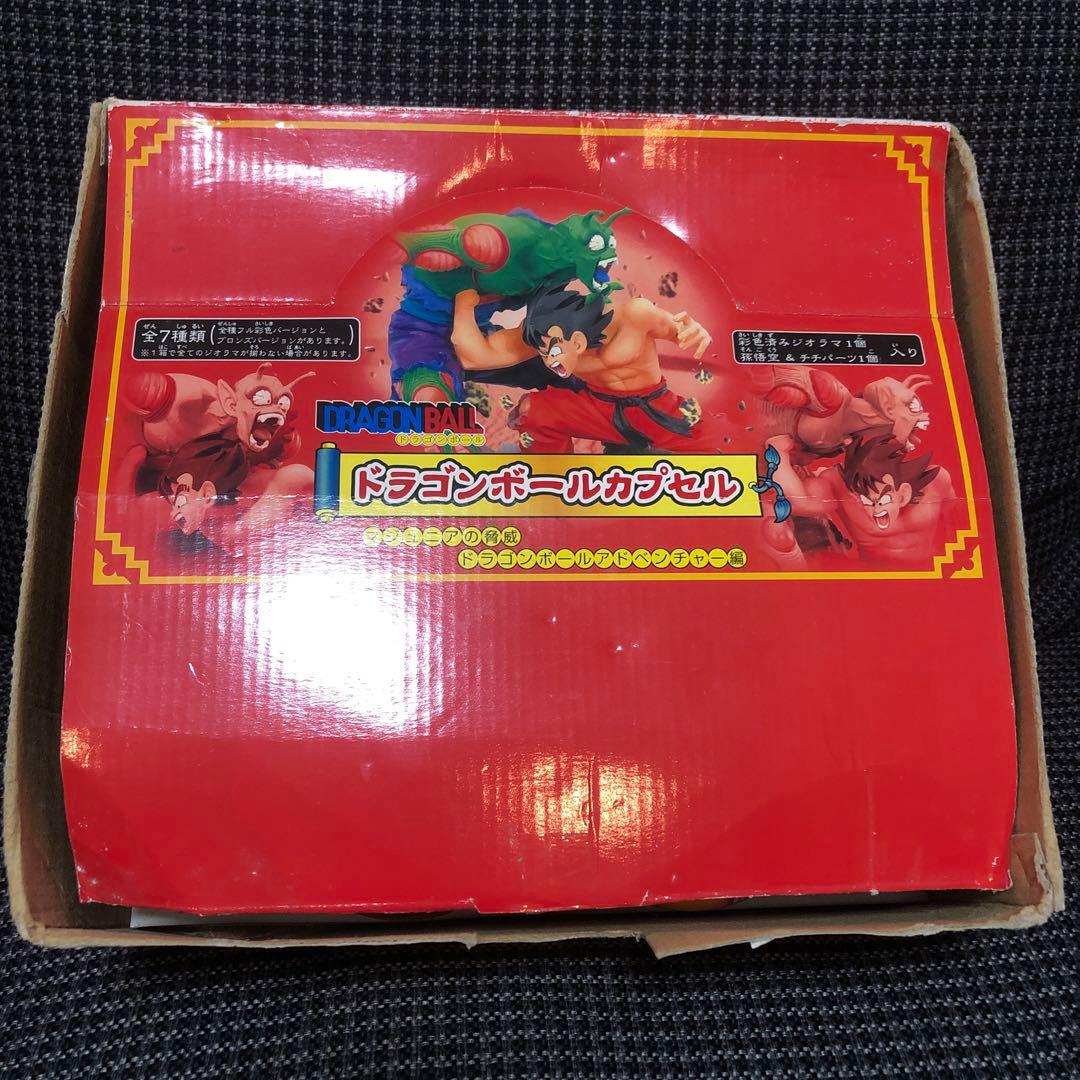 全7種類
全種フル彩色バージョンと
ブロンズバージョンがあります。
※1箱で全てのジオラマが揃わない場合があります。
彩色済みジオラマ1個
孫悟空 & チチパーツ1個
入り
DRAGON BALL
ドラゴンボール
ドラゴンボールカプセル
マジュニアの脅威
ドラゴンボールアドベンチャー編